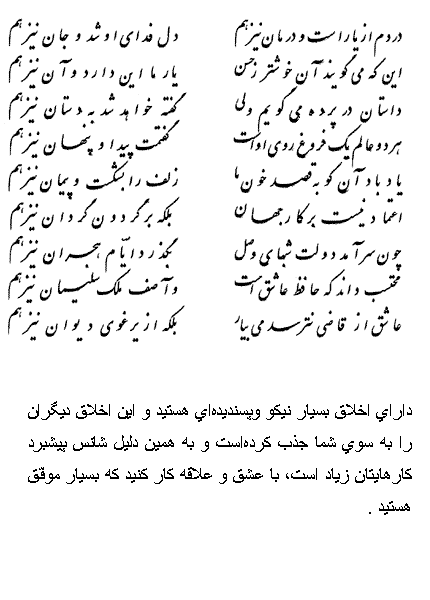 دردم از یار است و درمان نیز هم دل فدای او شد و جان نیز هم
این که می گویند آن خوشتر ز حسن یار ما این دارد و آن نیز هم
داستان در پرده می گویم ولی گفته خواهد شد به دستان نیز هم
هر دو عالم یک فروغ روی اوست گفتمت پیدا و پنهان نیز هم
یاد باد آن کو به قصد خون ما زلف را بشکست و پیمان نیز هم
اعتمادی نیست بر کار جهان بلکه بر گردون گردان نیز هم
چون سر آمد دولت شبهای وصل بگذرد ایام هجران نیز هم
محتسب داند که حافظ عاشق است وآصف ملک سلیمان نیز هم
عاشق از قاضی نترسد می بیار بلکه از یرغوی دیوان نیز هم
داراي اخلاق بسيار نيكو وپسنديده‌اي هستيد و اين اخلاق ديگران
را به سوي شما جذب كرده‌است و به همين دليل شانس پيشبرد
كارهايتان زياد است، با عشق و علاقه كار كنيد كه بسيار موفق
هستيد .